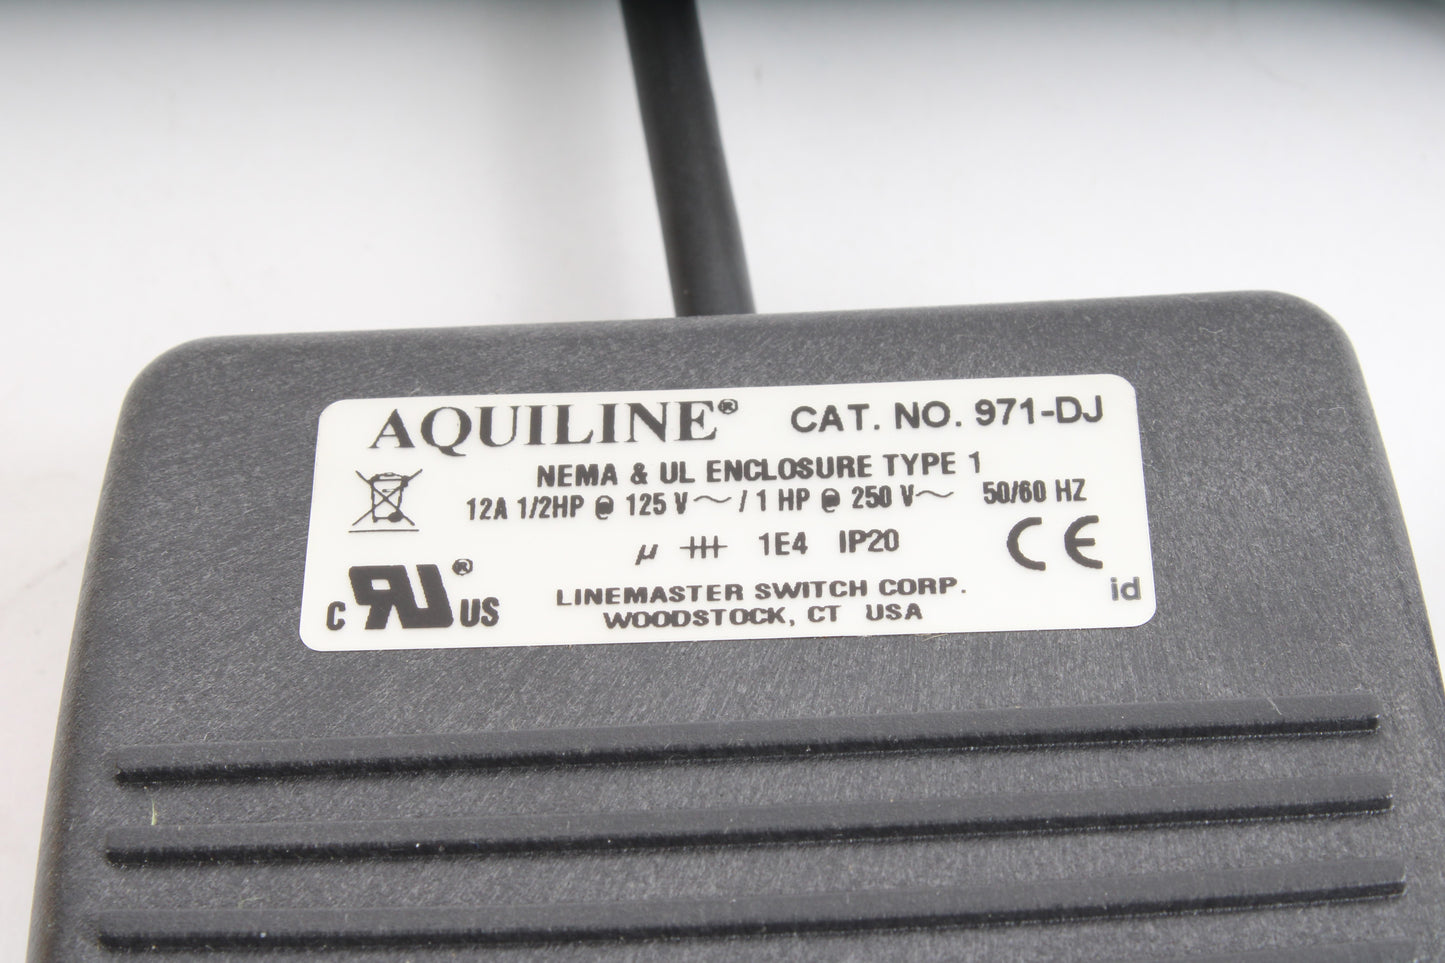 AQUILINE® CAT. NO. 971-DJ
NEMA & UL ENCLOSURE TYPE 1
12A 1/2HP @ 125 V~ / 1 HP @ 250 V~ 50/60 HZ
µ 1E4 IP20 CE
C UR® US
LINEMASTER SWITCH CORP.
WOODSTOCK, CT USA
id